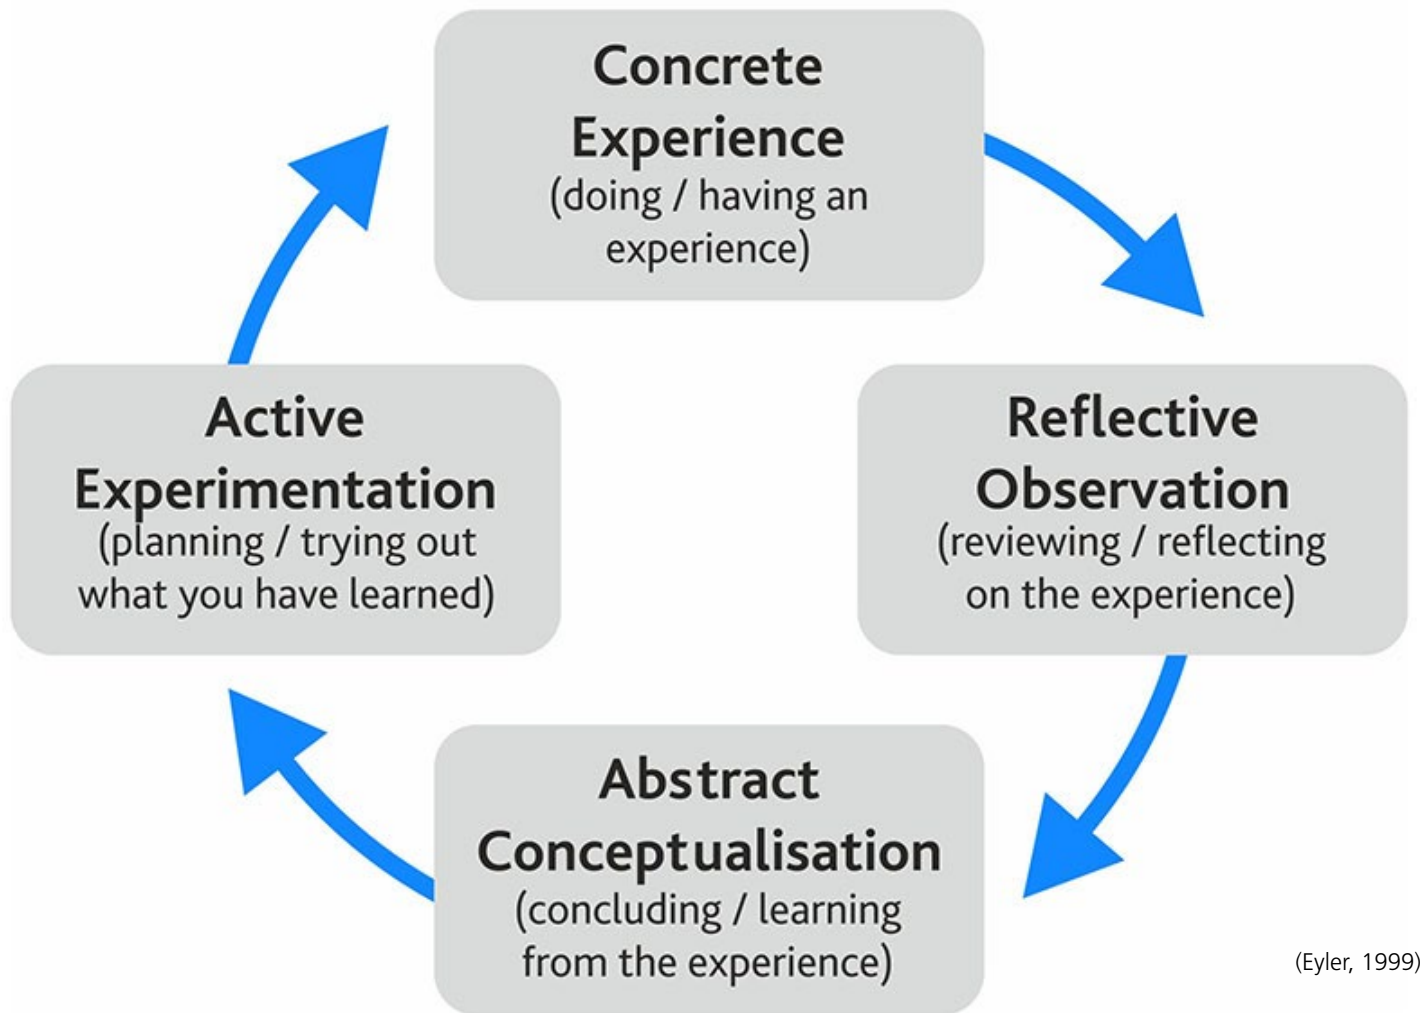 Concrete
Experience
(doing / having an
experience)
Active
Experimentation
(planning / trying out
what you have learned)
Reflective
Observation
(reviewing / reflecting
on the experience)
Abstract
Conceptualisation
(concluding / learning
from the experience)
(Eyler, 1999)